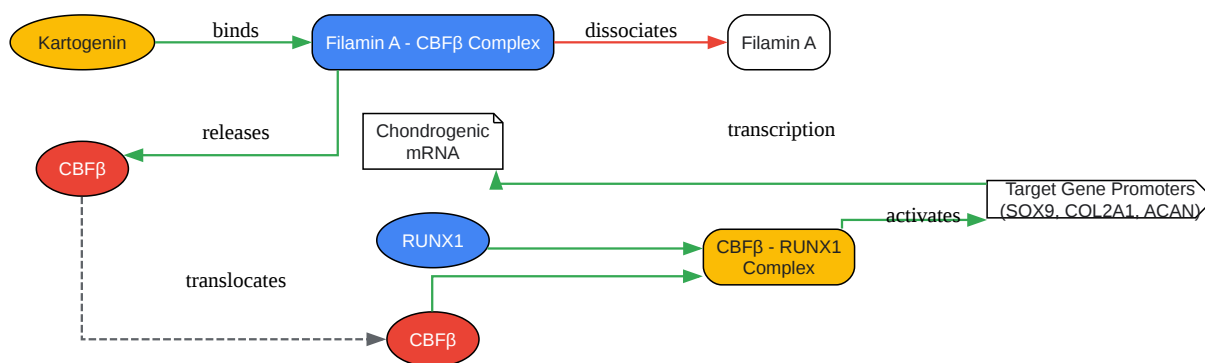 Kartogenin
binds
Filamin A - CBFβ Complex
dissociates
Filamin A
releases
Chondrogenic
mRNA
transcription
CBFβ
Target Gene Promoters
(SOX9, COL2A1, ACAN)
activates
RUNX1
CBFβ - RUNX1
Complex
translocates
CBFβ